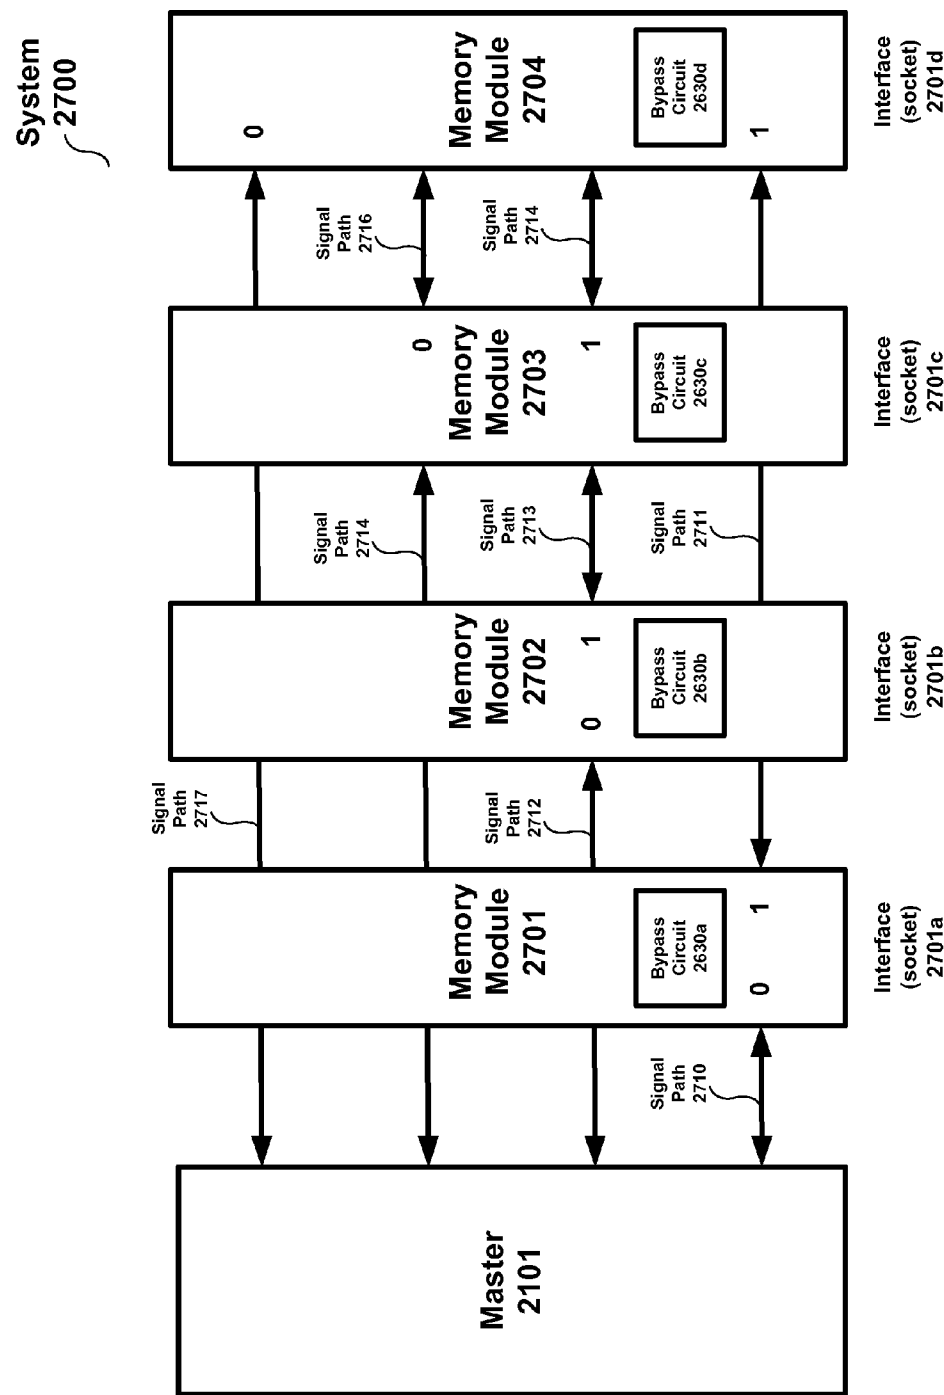 System
2700
Signal
Path
2717
0
Signal
Path
2714
Signal
Path
2716
0
Master
2101
Memory
Module
2701
Memory
Module
2702
Memory
Module
2703
Memory
Module
2704
Signal
Path
2712
Signal
Path
2713
Signal
Path
2714
0 1
1
Signal
Path
2710
Bypass
Circuit
2630a
Bypass
Circuit
2630b
Signal
Path
2711
Bypass
Circuit
2630c
Bypass
Circuit
2630d
0 1
1
Interface
(socket)
2701a
Interface
(socket)
2701b
Interface
(socket)
2701c
Interface
(socket)
2701d